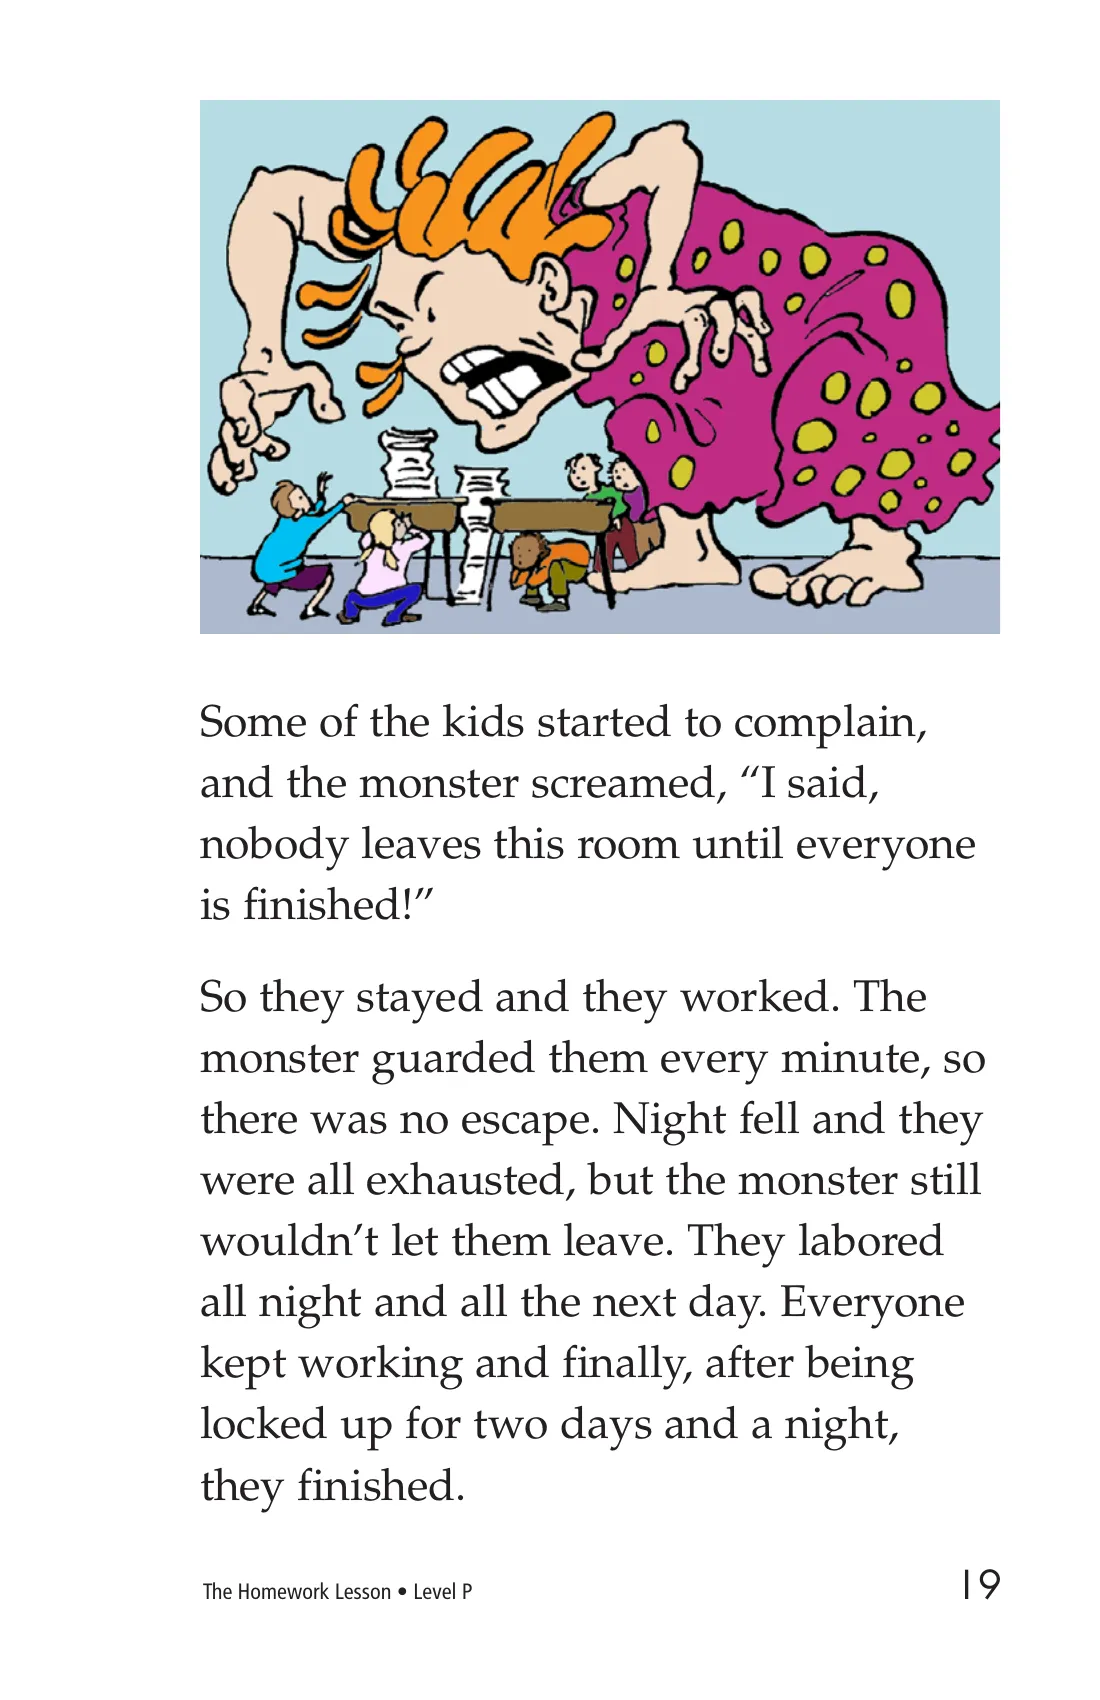 Some of the kids started to complain,
and the monster screamed, “I said,
nobody leaves this room until everyone
is finished!”
So they stayed and they worked. The
monster guarded them every minute, so
there was no escape. Night fell and they
were all exhausted, but the monster still
wouldn’t let them leave. They labored
all night and all the next day. Everyone
kept working and finally, after being
locked up for two days and a night,
they finished.
The Homework Lesson • Level P 19